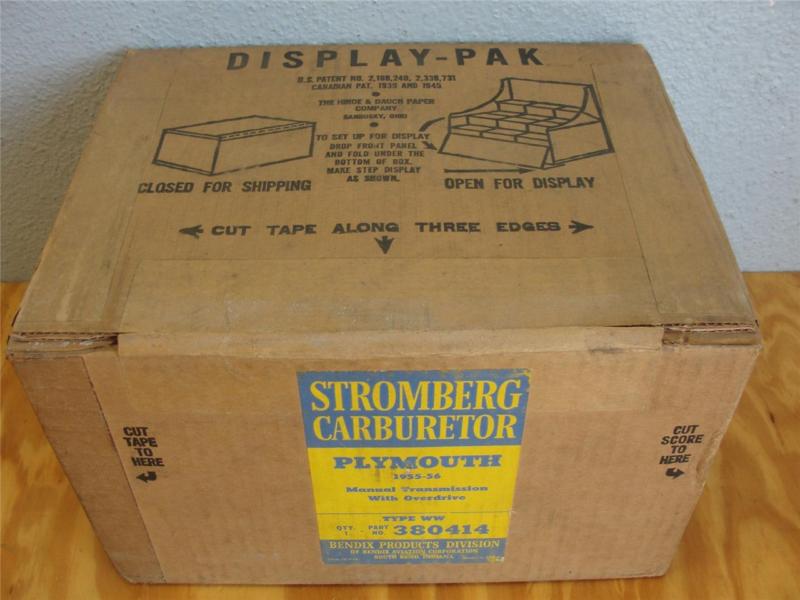 DISPLAY-PAK
U.S. PATENT NO. 2,168,240, 2,339,731
CANADIAN PAT. 1939 AND 1945
THE HINDE & DAUCH PAPER
COMPANY
SANDUSKY, OHIO
TO SET UP FOR DISPLAY
DROP FRONT PANEL
AND FOLD UNDER THE
BOTTOM OF BOX.
MAKE STEP DISPLAY
AS SHOWN.
CLOSED FOR SHIPPING
OPEN FOR DISPLAY
CUT TAPE ALONG THREE EDGES
CUT
TAPE
TO
HERE
CUT
SCORE
TO
HERE
STROMBERG
CARBURETOR
PLYMOUTH
1955-56
Manual Transmission
With Overdrive
TYPE WW
QTY. 1 PART NO. 380414
BENDIX PRODUCTS DIVISION
OF BENDIX AVIATION CORPORATION
SOUTH BEND, INDIANA